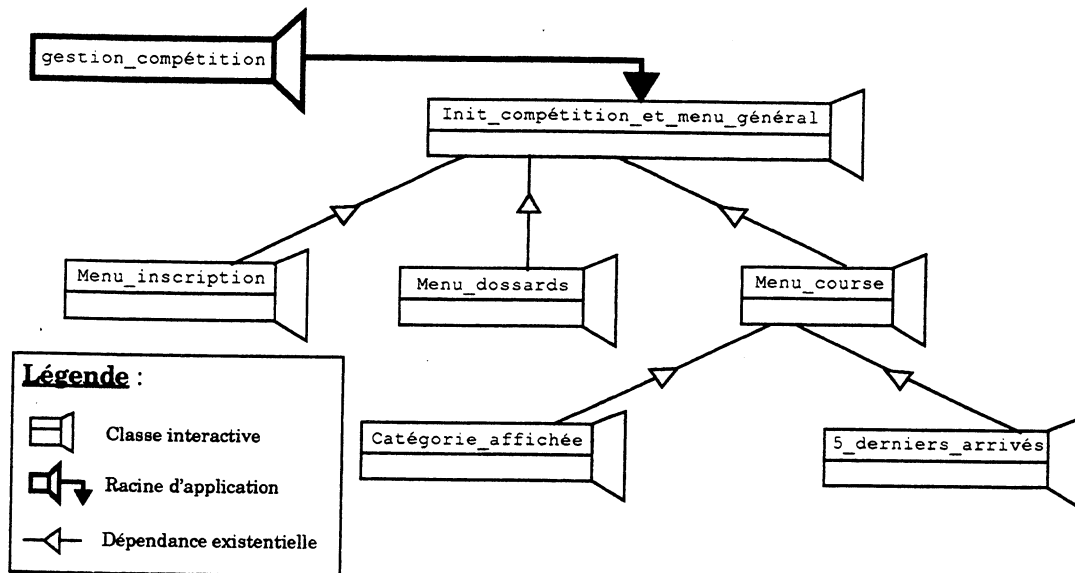 gestion_compétition
Init_compétition_et_menu_général
Menu_inscription
Menu_dossards
Menu_course
Catégorie_affichée
5_derniers_arrivés
Légende :
Classe interactive
Racine d'application
Dépendance existentielle